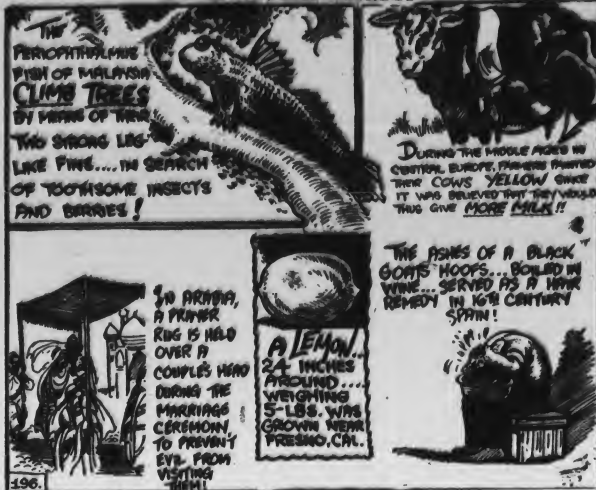 THE
PERIOPHTHALMUS
FISH OF MALAYSIA
CLIMB TREES
BY MEANS OF THEIR
TWO STRONG LEG-
LIKE FINS.... IN SEARCH
OF TOOTHSOME INSECTS
AND BERRIES!
DURING THE MIDDLE AGES IN
CENTRAL EUROPE, FARMERS PAINTED
THEIR COWS YELLOW SINCE
IT WAS BELIEVED THAT THEY WOULD
THUS GIVE MORE MILK!!
IN ARABIA,
A PRAYER
RUG IS HELD
OVER A
COUPLE'S HEAD
DURING THE
MARRIAGE
CEREMONY,
TO PREVENT
EVIL FROM
VISITING
THEM!
A LEMON..
24 INCHES
AROUND....
WEIGHING
5-LBS. WAS
GROWN NEAR
FRESNO, CAL.
THE ASHES OF A BLACK
GOATS' HOOFS... BOILED IN
WINE... SERVED AS A HAIR
REMEDY IN 16TH CENTURY
SPAIN!
196.